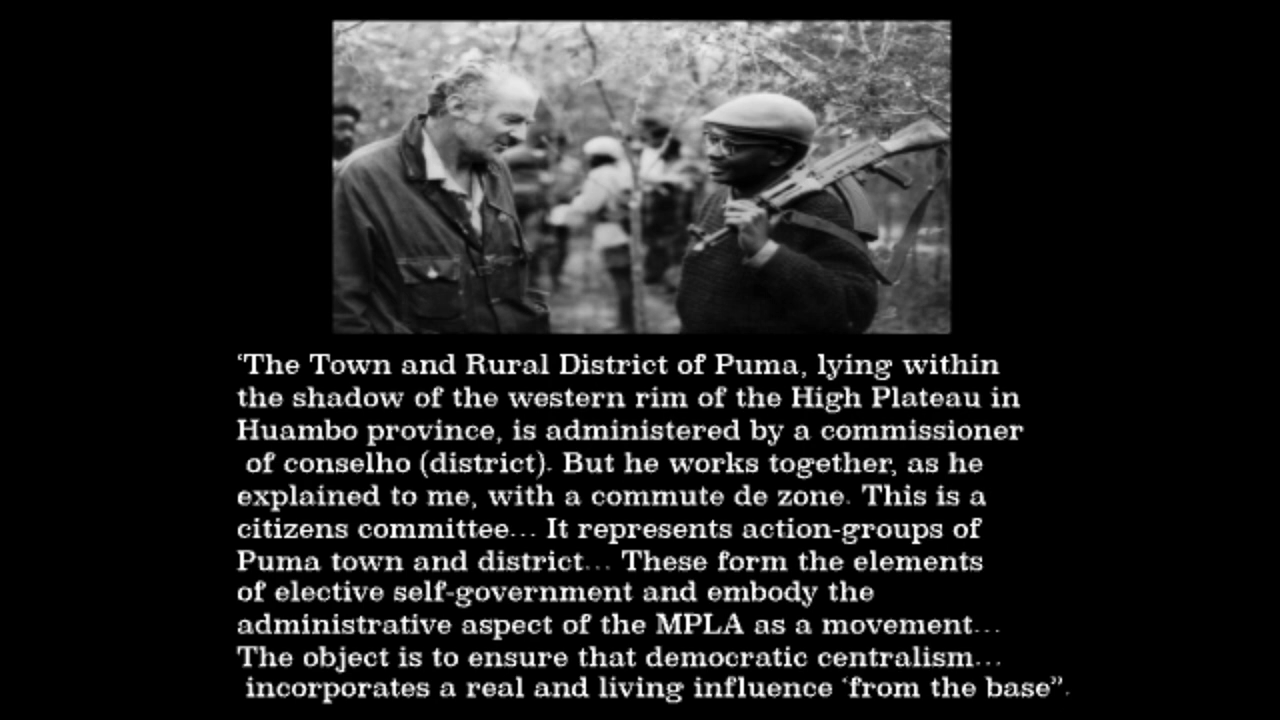 ‘The Town and Rural District of Puma, lying within
the shadow of the western rim of the High Plateau in
Huambo province, is administered by a commissioner
of conselho (district). But he works together, as he
explained to me, with a commute de zone. This is a
citizens committee... It represents action-groups of
Puma town and district... These form the elements
of elective self-government and embody the
administrative aspect of the MPLA as a movement...
The object is to ensure that democratic centralism...
incorporates a real and living influence ‘from the base”.